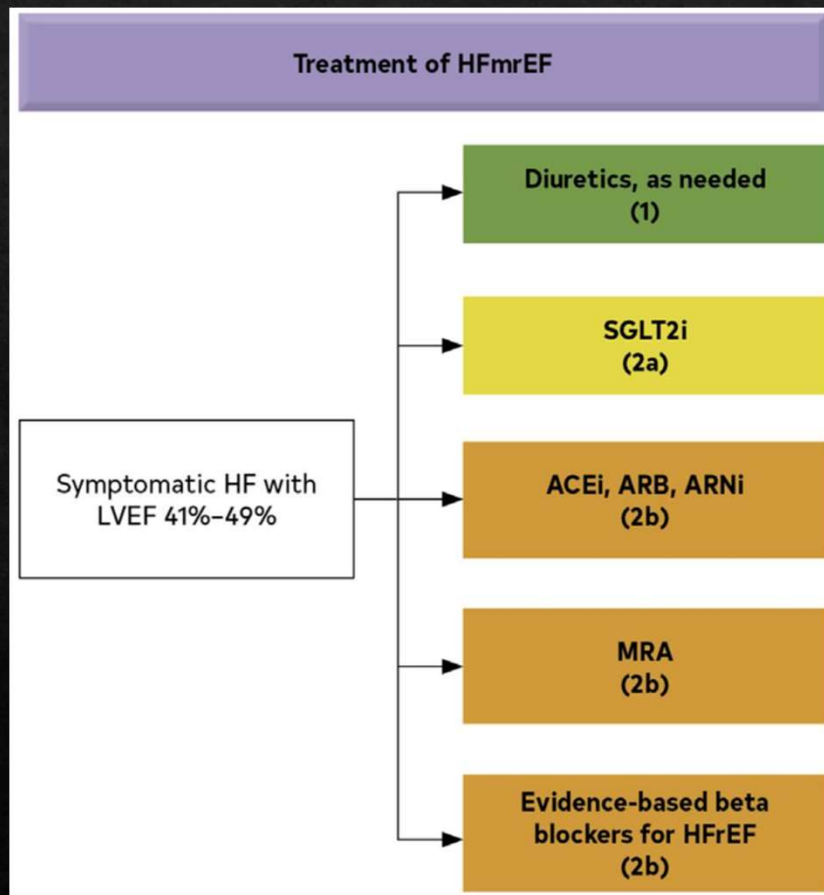 Treatment of HFmrEF
Diuretics, as needed
(1)
SGLT2i
(2a)
Symptomatic HF with
LVEF 41%–49%
ACEi, ARB, ARNi
(2b)
MRA
(2b)
Evidence-based beta
blockers for HFrEF
(2b)